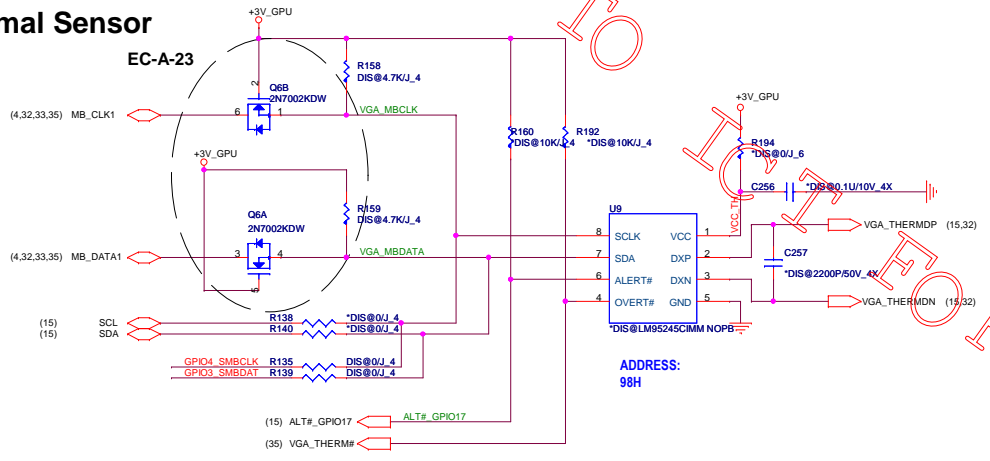 mal Sensor
+3V_GPU
EC-A-23
R158
DIS@4.7K/J_4
2
Q6B
2N7002KDW
(4,32,33,35) MB_CLK1
6
1
VGA_MBCLK
+3V_GPU
+3V_GPU
R160
*DIS@10K/J_4
R192
*DIS@10K/J_4
R194
*DIS@0/J_6
C256
*DIS@0.1U/10V_4X
VCC_TH
R159
DIS@4.7K/J_4
Q6A
2N7002KDW
(4,32,33,35) MB_DATA1
3
4
VGA_MBDATA
5
U9
8 SCLK VCC 1
7 SDA DXP 2
6 ALERT# DXN 3
4 OVERT# GND 5
*DIS@LM95245CIMM NOPB
VGA_THERMDP (15,32)
C257
*DIS@2200P/50V_4X
VGA_THERMDN (15,32)
(15) SCL R138 *DIS@0/J_4
(15) SDA R140 *DIS@0/J_4
GPIO4_SMBCLK R135 DIS@0/J_4
GPIO3_SMBDAT R139 DIS@0/J_4
ADDRESS:
98H
(15) ALT#_GPIO17 ALT#_GPIO17
(35) VGA_THERM#